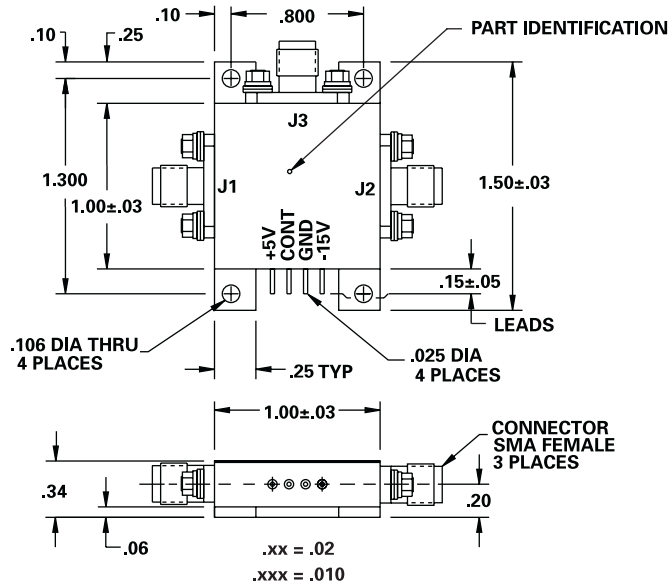 .10
.800
.10
.25
PART IDENTIFICATION
J3
1.300
1.00±.03
J1
J2
1.50±.03
+5V
CONT
GND
-15V
.15±.05
LEADS
.106 DIA THRU
4 PLACES
.25 TYP
.025 DIA
4 PLACES
1.00±.03
CONNECTOR
SMA FEMALE
3 PLACES
.34
.20
.06
.xx = .02
.xxx = .010